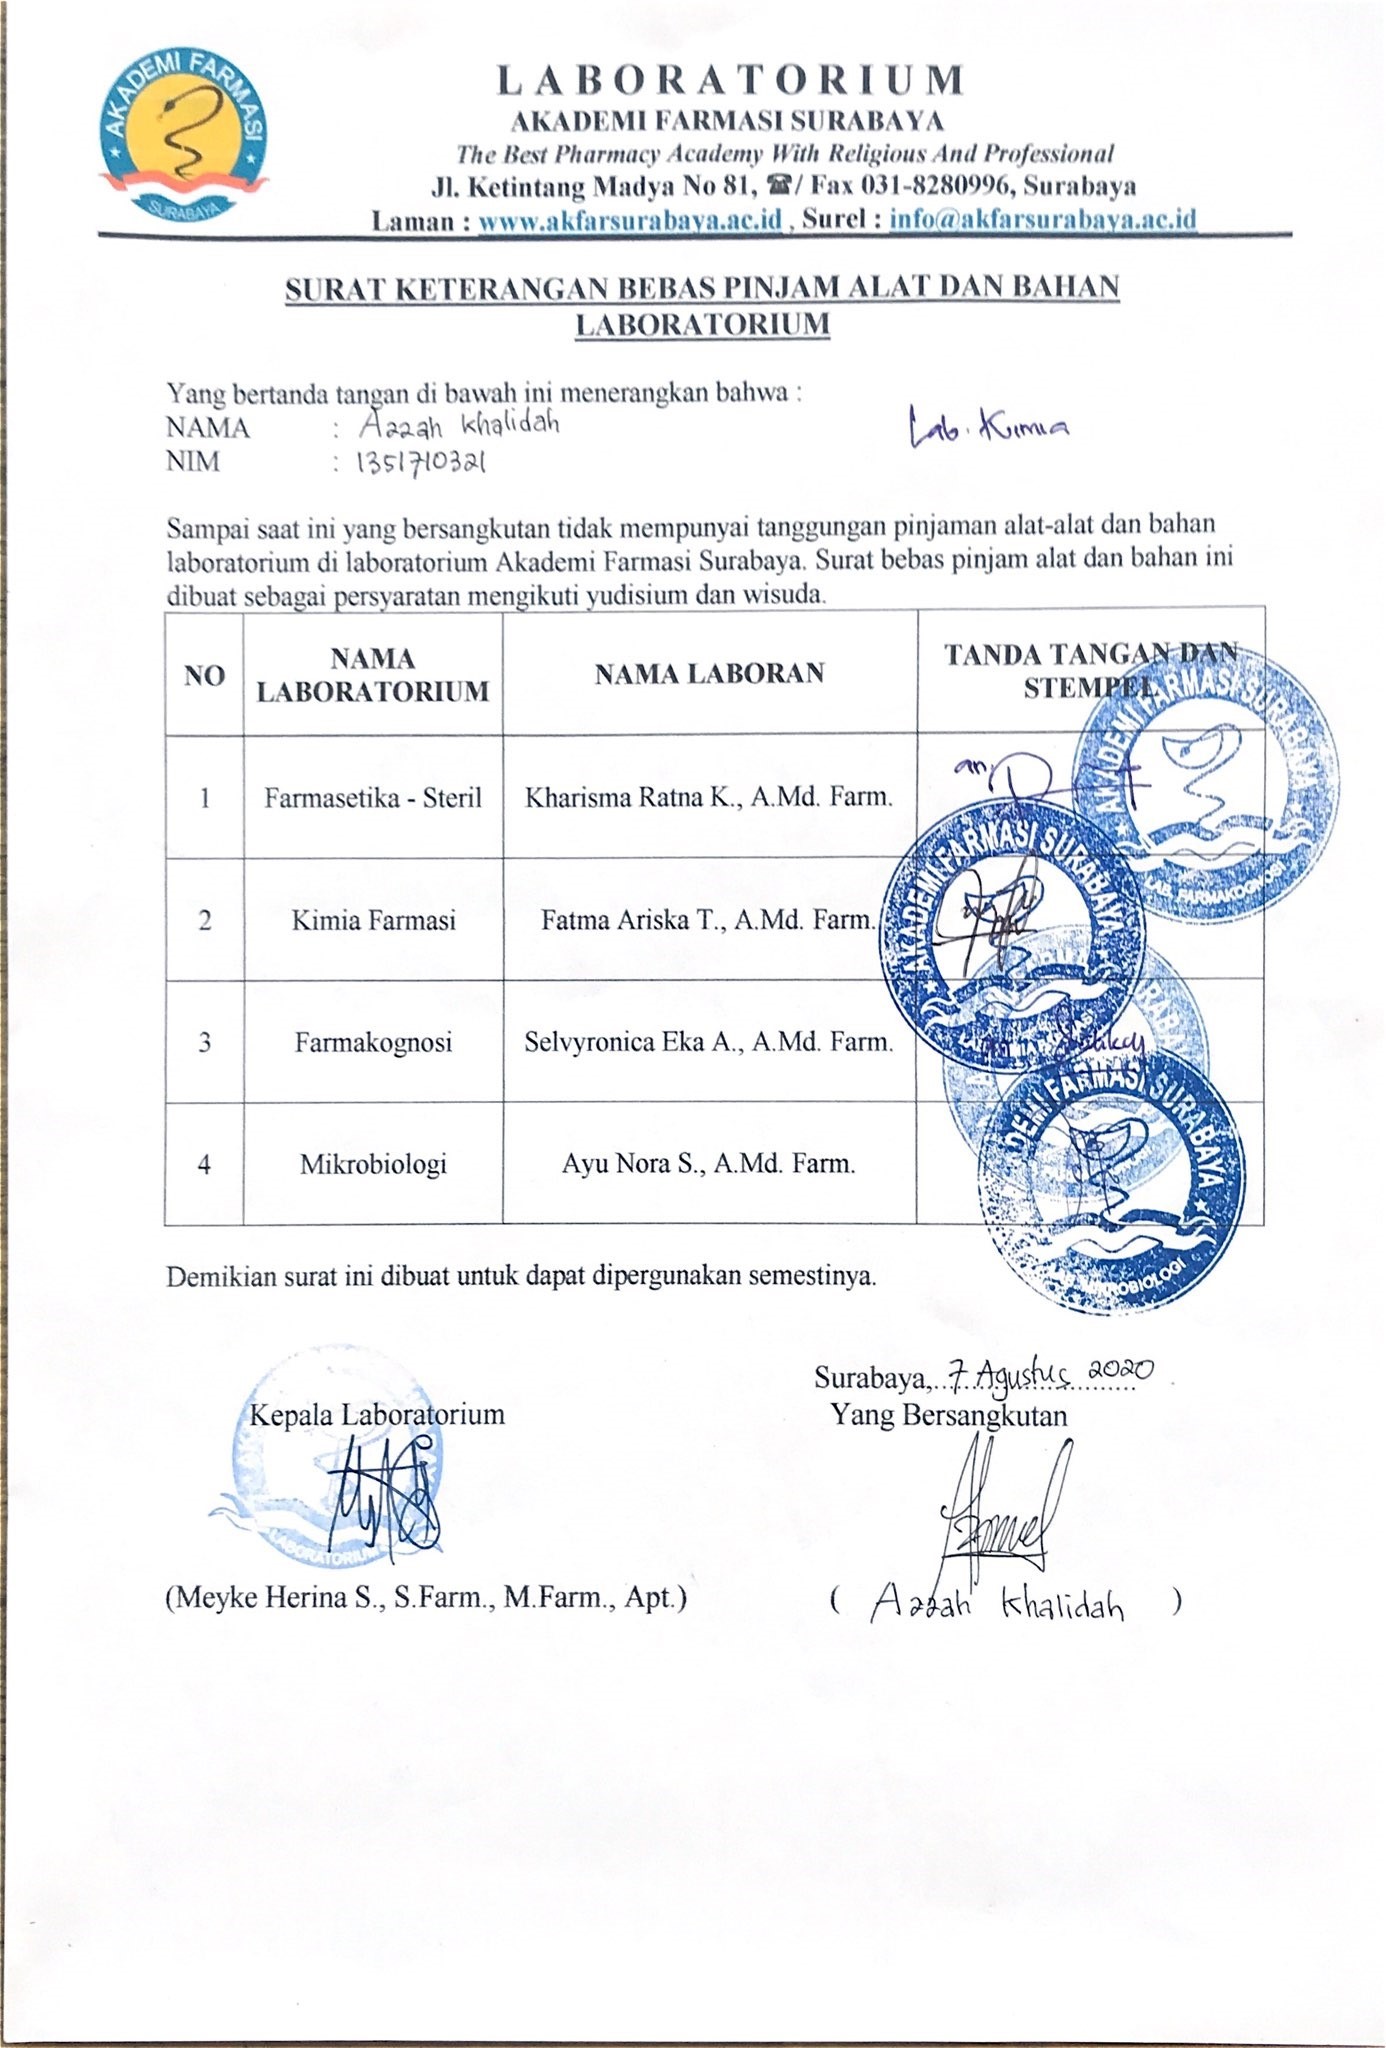 AKADEMI FARMASI
SURABAYA
LABORATORIUM
AKADEMI FARMASI SURABAYA
The Best Pharmacy Academy With Religious And Professional
Jl. Ketintang Madya No 81, ☎/ Fax 031-8280996, Surabaya
Laman : www.akfarsurabaya.ac.id , Surel : info@akfarsurabaya.ac.id
SURAT KETERANGAN BEBAS PINJAM ALAT DAN BAHAN
LABORATORIUM
Yang bertanda tangan di bawah ini menerangkan bahwa :
NAMA : Azzah Khalidah
Lab. Kimia
NIM : 1351710321
Sampai saat ini yang bersangkutan tidak mempunyai tanggungan pinjaman alat-alat dan bahan
laboratorium di laboratorium Akademi Farmasi Surabaya. Surat bebas pinjam alat dan bahan ini
dibuat sebagai persyaratan mengikuti yudisium dan wisuda.
NO NAMA LABORATORIUM NAMA LABORAN TANDA TANGAN DAN STEMPEL
1 Farmasetika - Steril Kharisma Ratna K., A.Md. Farm. an.
AKADEMI FARMASI SURABAYA
LAB. FARMAKOGNOSI
2 Kimia Farmasi Fatma Ariska T., A.Md. Farm.
AKADEMI FARMASI SURABAYA
3 Farmakognosi Selvyronica Eka A., A.Md. Farm.
4 Mikrobiologi Ayu Nora S., A.Md. Farm.
DEMI FARMASI SURABAYA
MIKROBIOLOGI
Demikian surat ini dibuat untuk dapat dipergunakan semestinya.
Surabaya, 7 Agustus 2020
Kepala Laboratorium
Yang Bersangkutan
LABORATORIUM
(Meyke Herina S., S.Farm., M.Farm., Apt.)
( Azzah Khalidah )